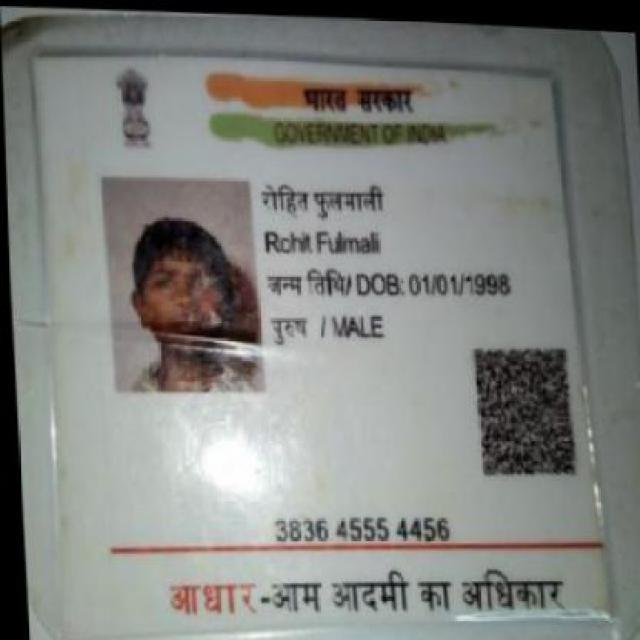 भारत सरकार
GOVERNMENT OF INDIA
रोहित फुलमाली
Rohit Fulmali
जन्म तिथि/ DOB: 01/01/1998
पुरुष / MALE
3836 4555 4456
आधार-आम आदमी का अधिकार